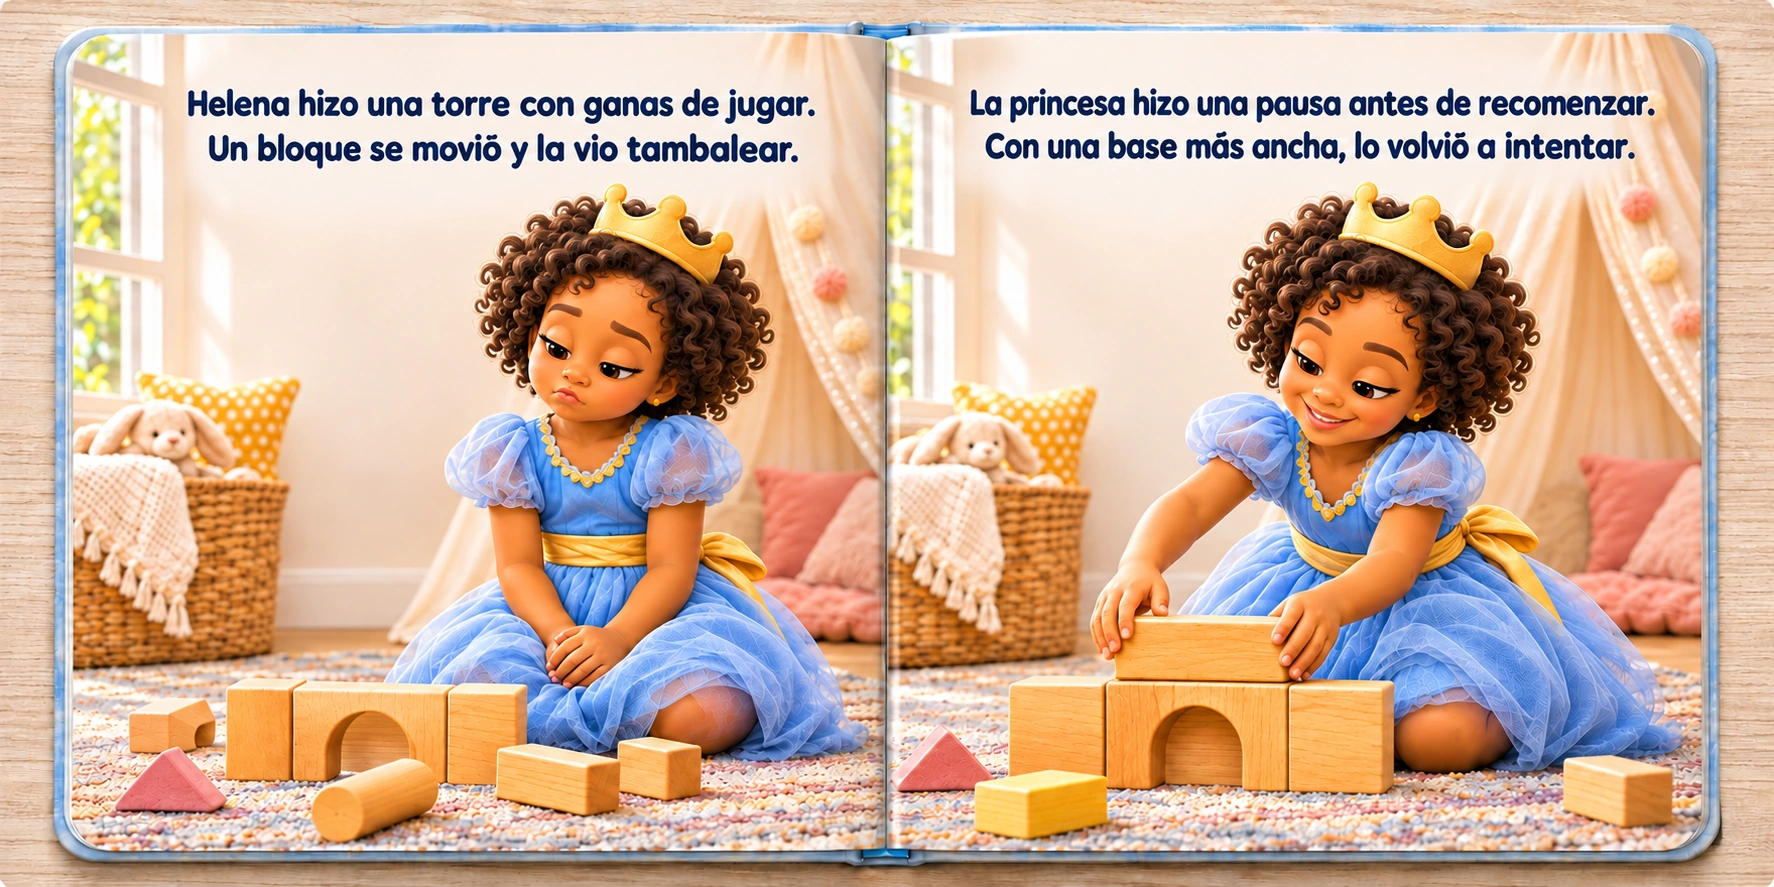 Helena hizo una torre con ganas de jugar.
Un bloque se movió y la vio tambalear.
La princesa hizo una pausa antes de recomenzar.
Con una base más ancha, lo volvió a intentar.